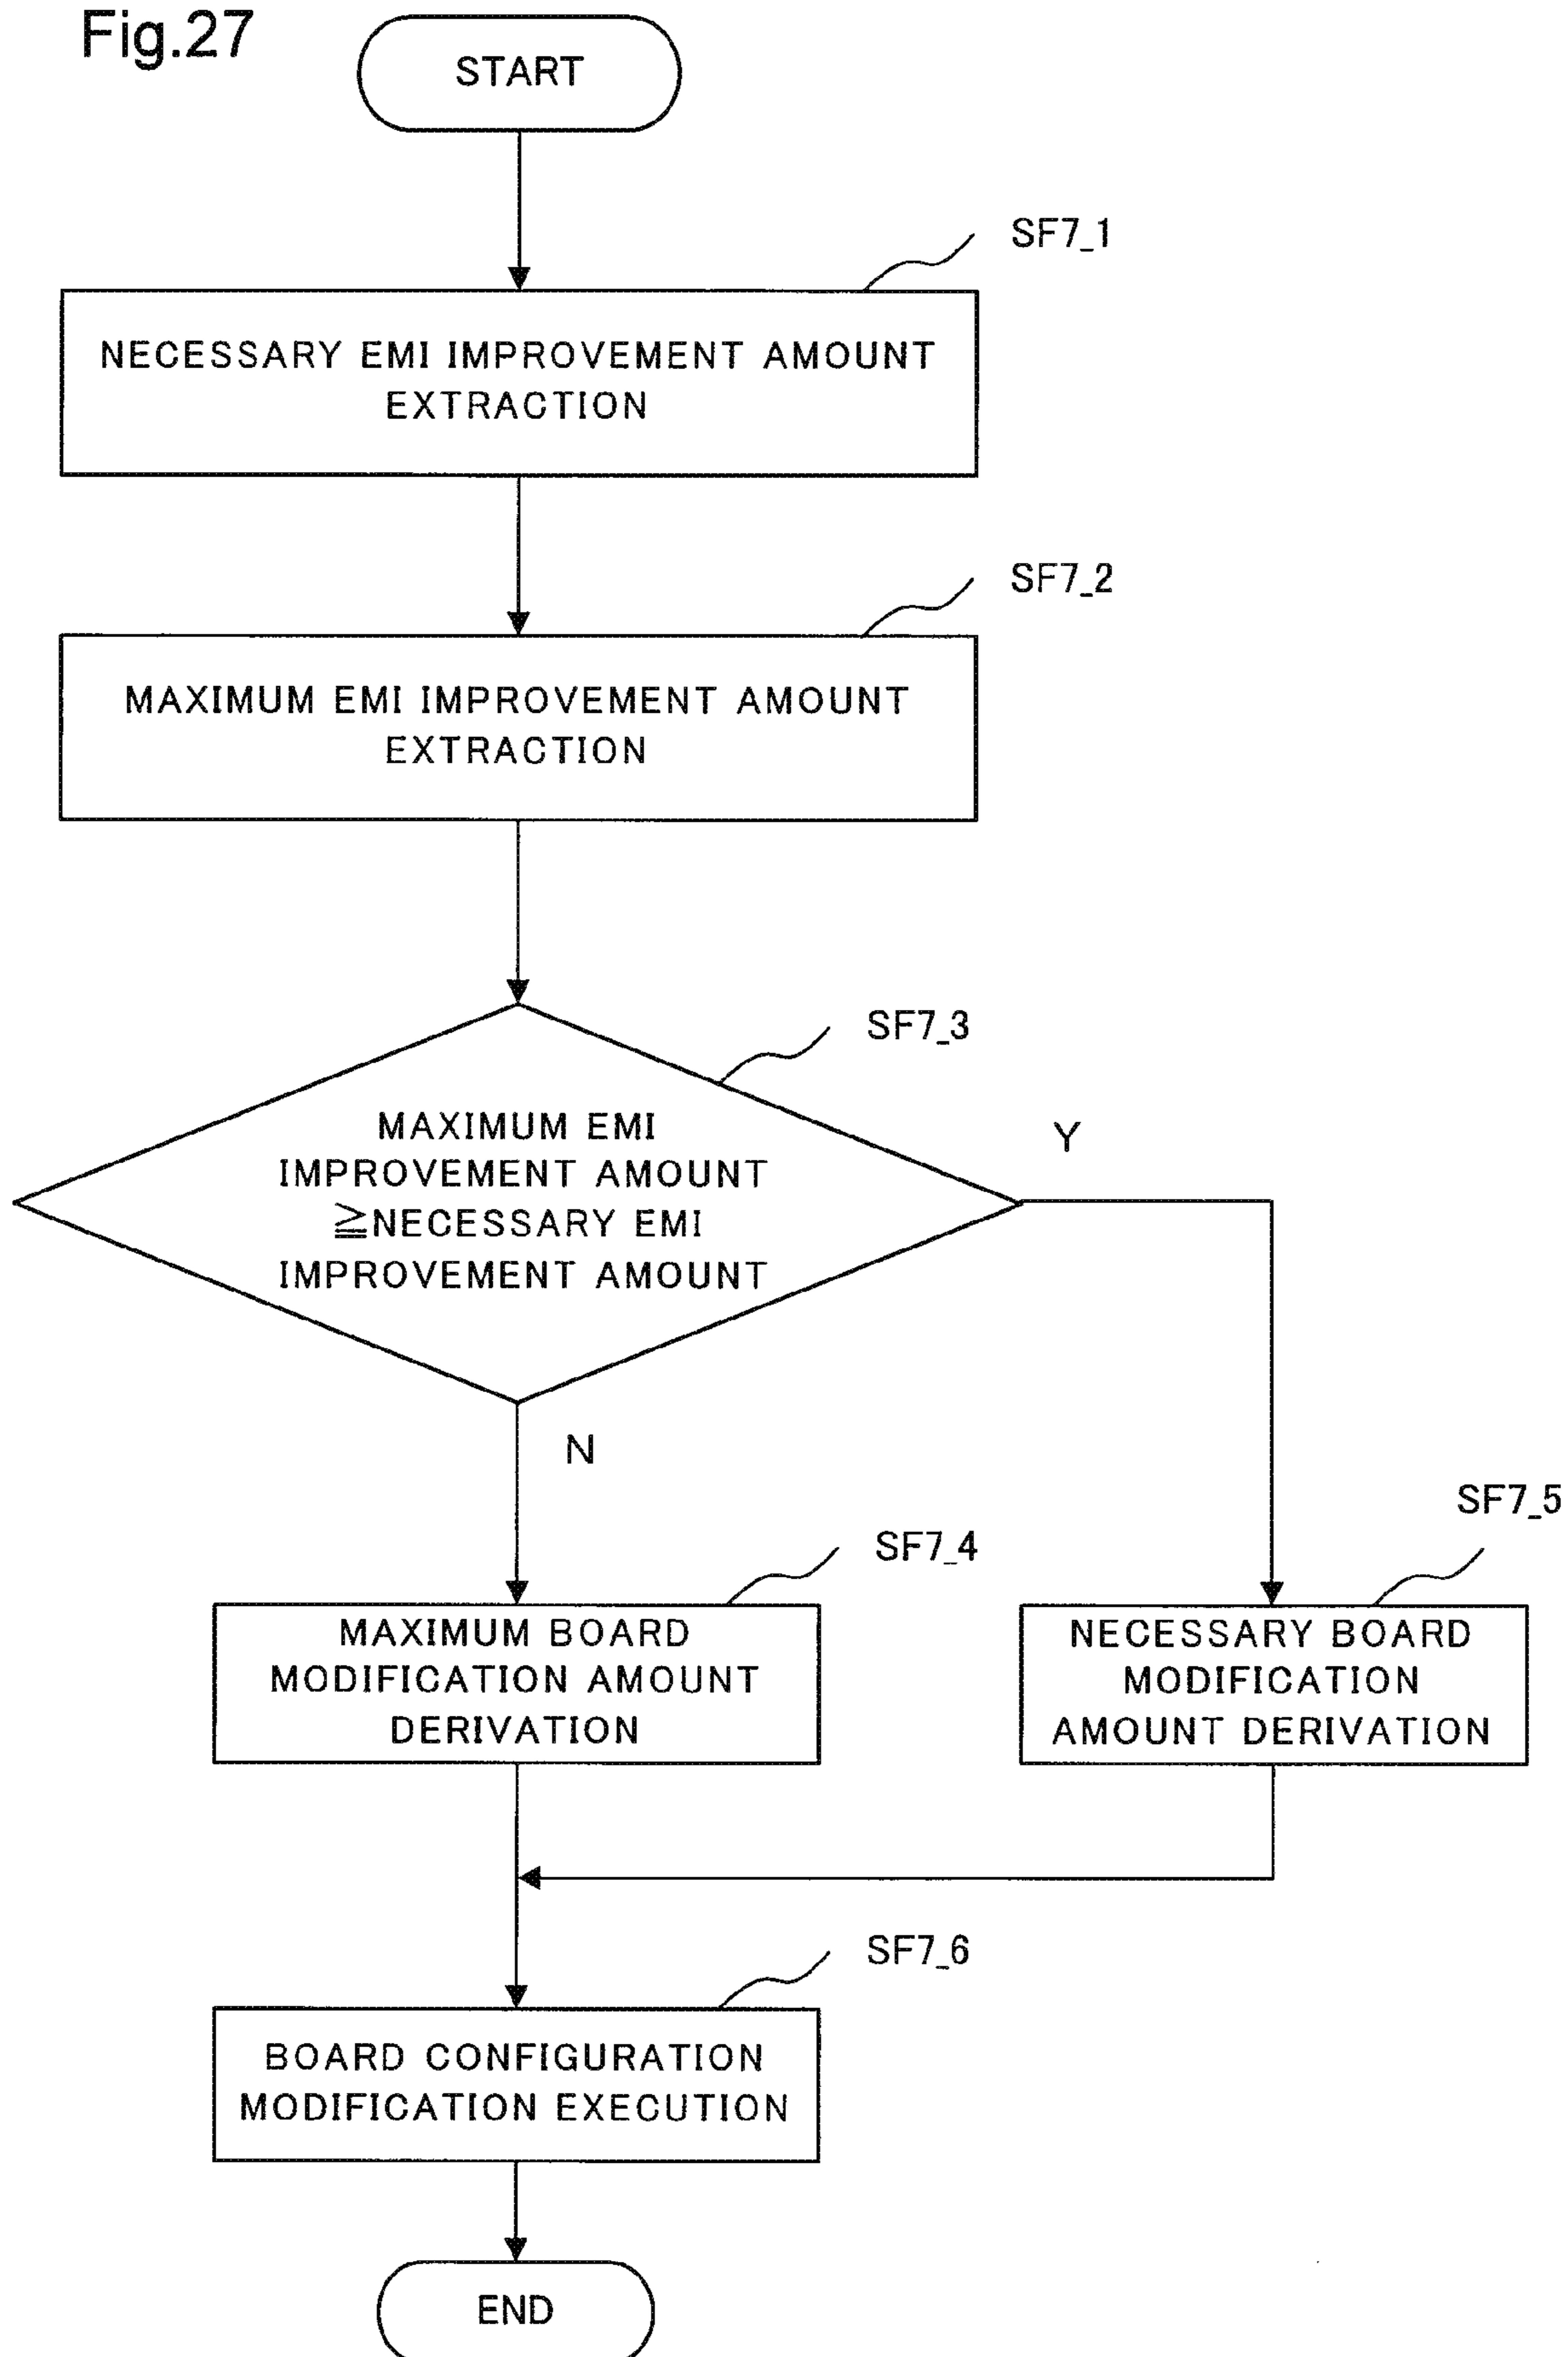 Fig.27
START
SF7_1
NECESSARY EMI IMPROVEMENT AMOUNT
EXTRACTION
SF7_2
MAXIMUM EMI IMPROVEMENT AMOUNT
EXTRACTION
SF7_3
MAXIMUM EMI
IMPROVEMENT AMOUNT
≧NECESSARY EMI
IMPROVEMENT AMOUNT
Y
N
SF7_4
MAXIMUM BOARD
MODIFICATION AMOUNT
DERIVATION
SF7_5
NECESSARY BOARD
MODIFICATION
AMOUNT DERIVATION
SF7_6
BOARD CONFIGURATION
MODIFICATION EXECUTION
END